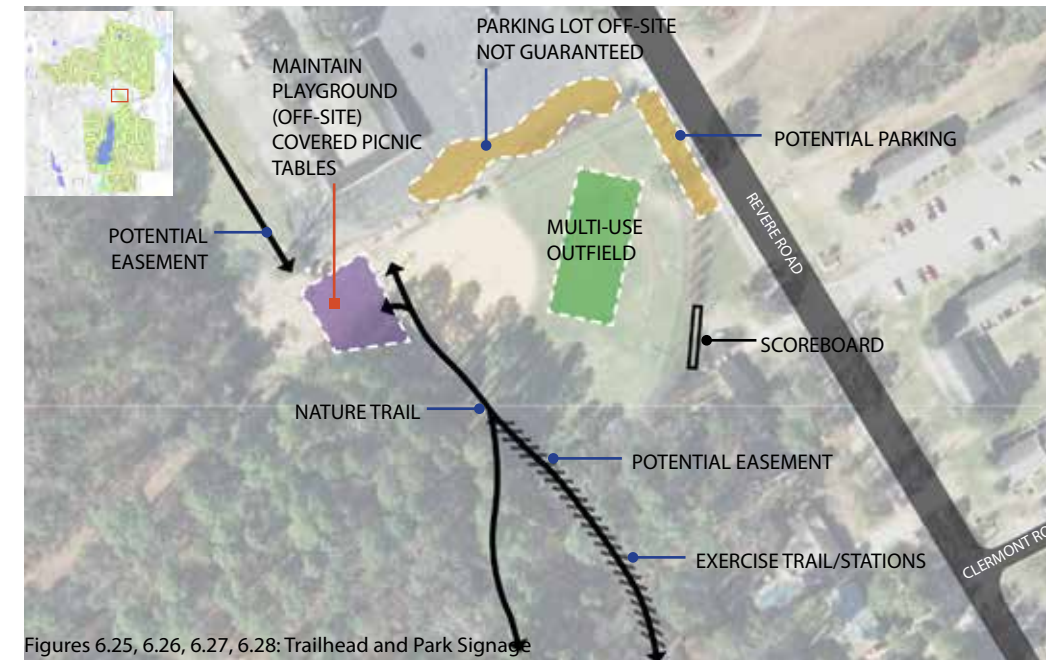 PARKING LOT OFF-SITE
NOT GUARANTEED
MAINTAIN
PLAYGROUND
(OFF-SITE)
COVERED PICNIC
TABLES
POTENTIAL PARKING
POTENTIAL
EASEMENT
MULTI-USE
OUTFIELD
REVERE ROAD
SCOREBOARD
NATURE TRAIL
POTENTIAL EASEMENT
EXERCISE TRAIL/STATIONS
CLERMONT RO
Figures 6.25, 6.26, 6.27, 6.28: Trailhead and Park Signage